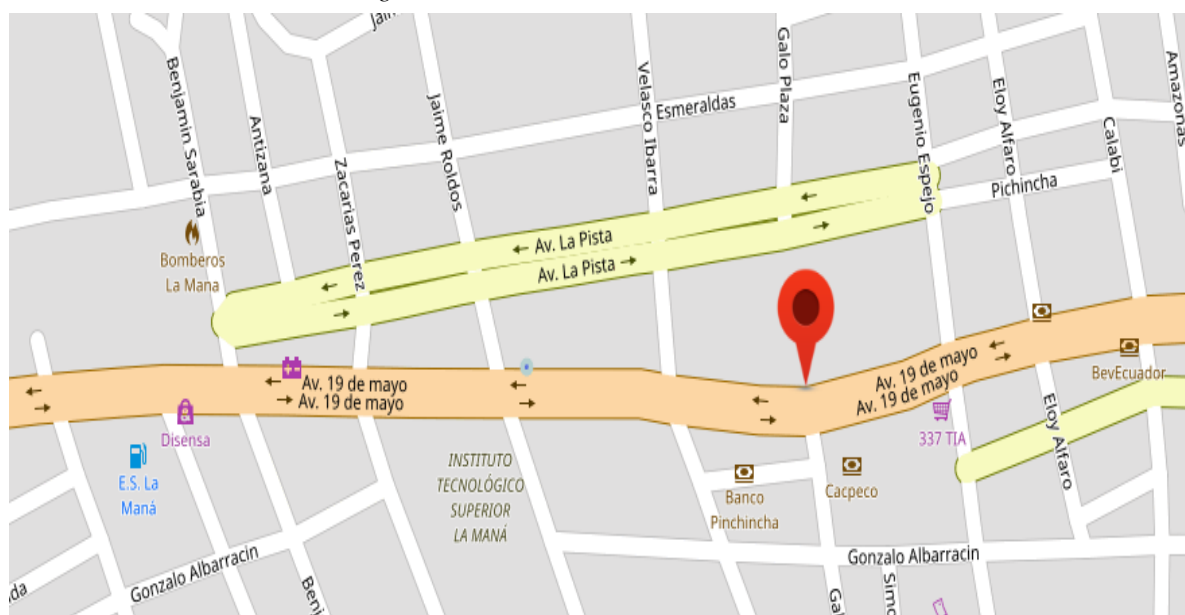 Benjamin Sarabia
Antizana
Zacarias Perez
Jaime Roldos
Velasco Ibarra
Galo Plaza
Esmeraldas
Eugenio Espejo
Eloy Alfaro
Calabi
Amazonas
Pichincha
Bomberos
La Mana
Av. La Pista
Av. La Pista
Av. 19 de mayo
Av. 19 de mayo
Av. 19 de mayo
Av. 19 de mayo
BevEcuador
Disensa
337 TIA
Eloy Alfaro
E.S. La
Maná
INSTITUTO
TECNOLÓGICO
SUPERIOR
LA MANÁ
Banco
Pinchincha
Cacpeco
Gonzalo Albarracin
Gonzalo Albarracin